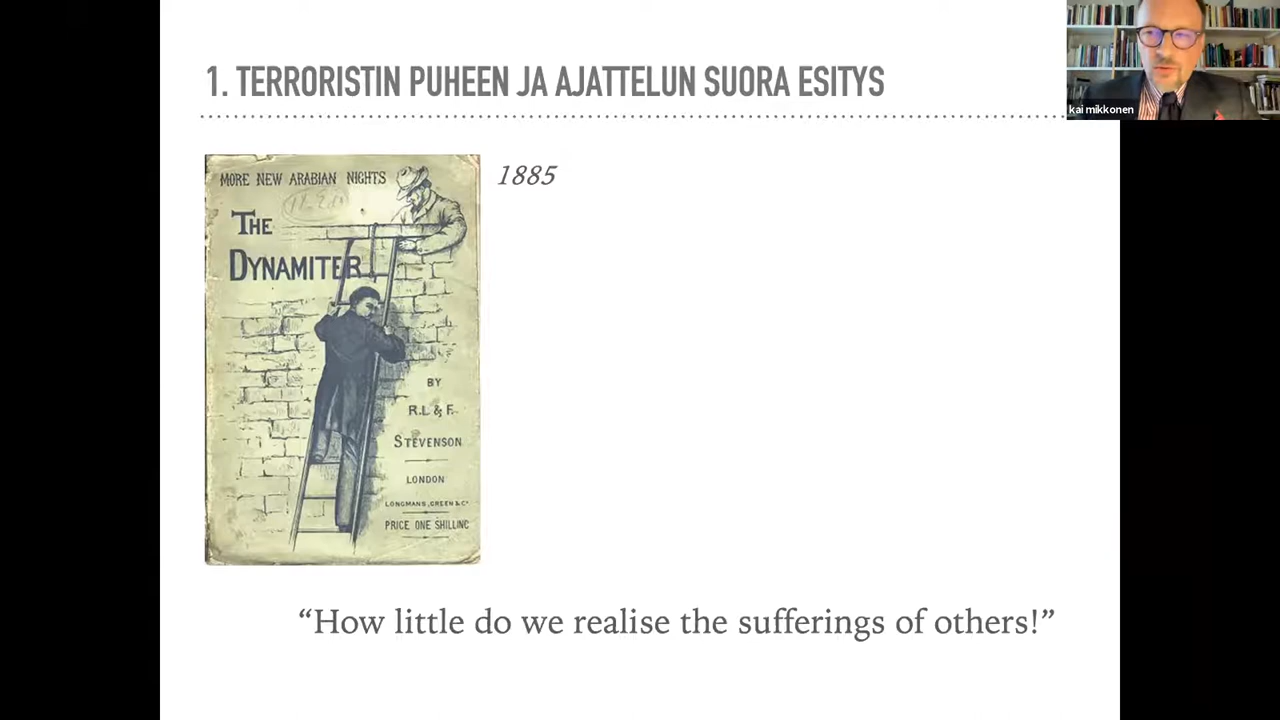 1. TERRORISTIN PUHEEN JA AJATTELUN SUORA ESITYS
kai mikkonen
MORE NEW ARABIAN NIGHTS
THE
DYNAMITER
BY
R.L & F.
STEVENSON
LONDON
LONGMANS, GREEN & Co
PRICE ONE SHILLING
1885
“How little do we realise the sufferings of others!”